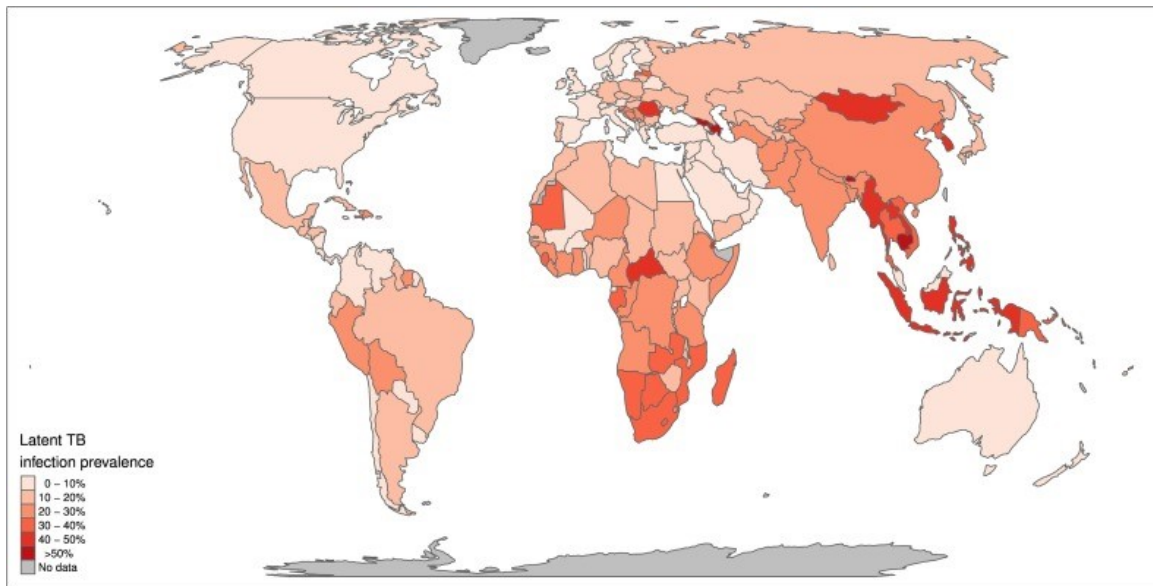 Latent TB
infection prevalence
0 – 10%
10 – 20%
20 – 30%
30 – 40%
40 – 50%
>50%
No data